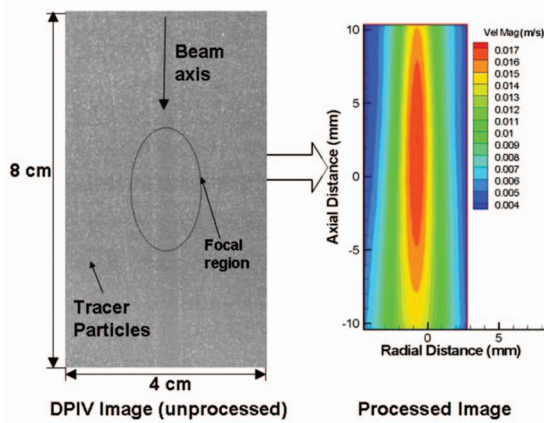 Beam
axis
8 cm
Focal
region
Tracer
Particles
4 cm
DPIV Image (unprocessed)
Vel Mag(m/s)
0.017
0.016
0.015
0.014
0.013
0.012
0.011
0.01
0.009
0.008
0.007
0.006
0.005
0.004
Axial Distance (mm)
10
5
0
-5
-10
0
5
Radial Distance (mm)
Processed Image